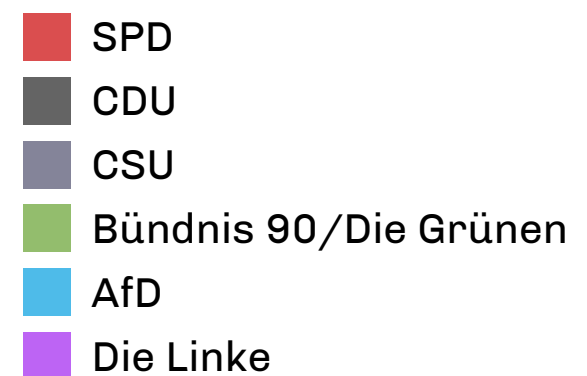 SPD
CDU
CSU
Bündnis 90/Die Grünen
AfD
Die Linke